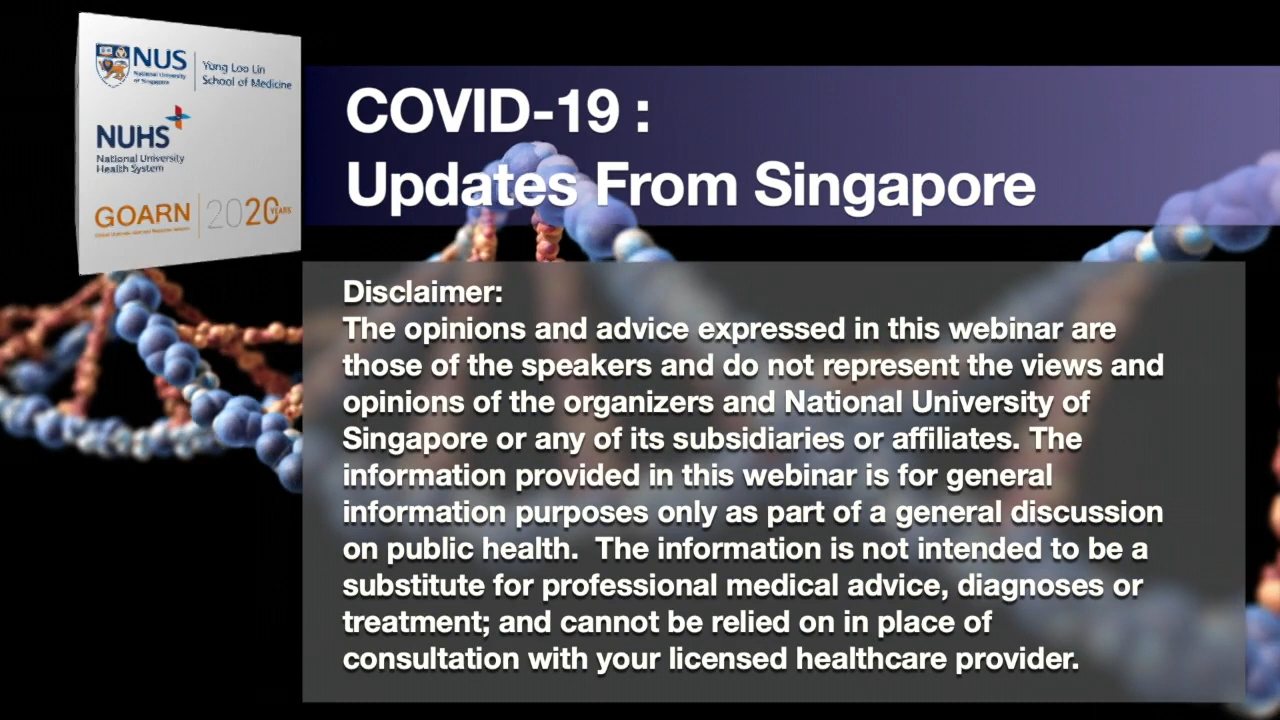 NUS
National University
of Singapore
Yong Loo Lin
School of Medicine
NUHS
National University
Health System
GOARN
2020
YEARS
COVID-19 :
Updates From Singapore
Disclaimer:
The opinions and advice expressed in this webinar are
those of the speakers and do not represent the views and
opinions of the organizers and National University of
Singapore or any of its subsidiaries or affiliates. The
information provided in this webinar is for general
information purposes only as part of a general discussion
on public health.  The information is not intended to be a
substitute for professional medical advice, diagnoses or
treatment; and cannot be relied on in place of
consultation with your licensed healthcare provider.